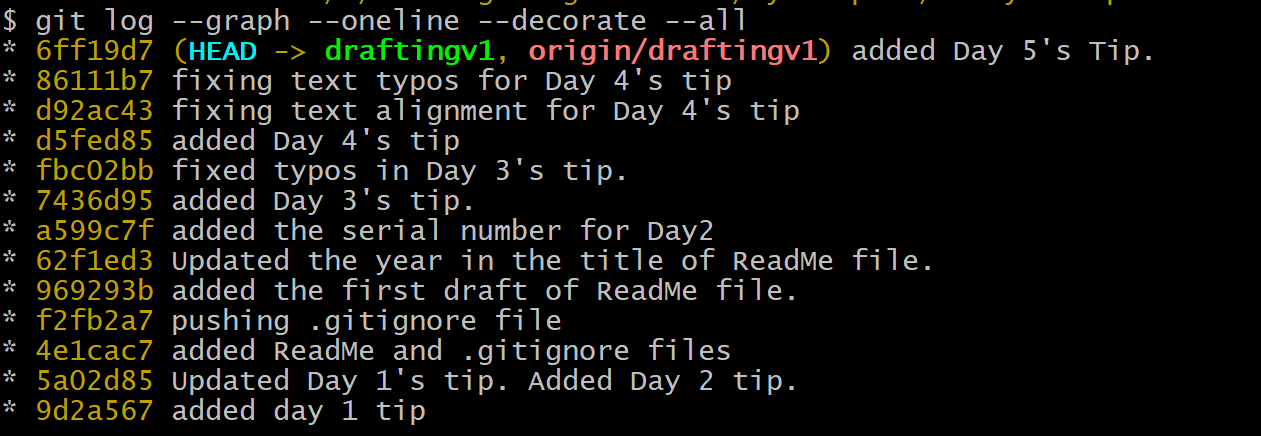 $ git log --graph --oneline --decorate --all
* 6ff19d7 (HEAD -> draftingv1, origin/draftingv1) added Day 5's Tip.
* 86111b7 fixing text typos for Day 4's tip
* d92ac43 fixing text alignment for Day 4's tip
* d5fed85 added Day 4's tip
* fbc02bb fixed typos in Day 3's tip.
* 7436d95 added Day 3's tip.
* a599c7f added the serial number for Day2
* 62f1ed3 Updated the year in the title of ReadMe file.
* 969293b added the first draft of ReadMe file.
* f2fb2a7 pushing .gitignore file
* 4e1cac7 added ReadMe and .gitignore files
* 5a02d85 Updated Day 1's tip. Added Day 2 tip.
* 9d2a567 added day 1 tip